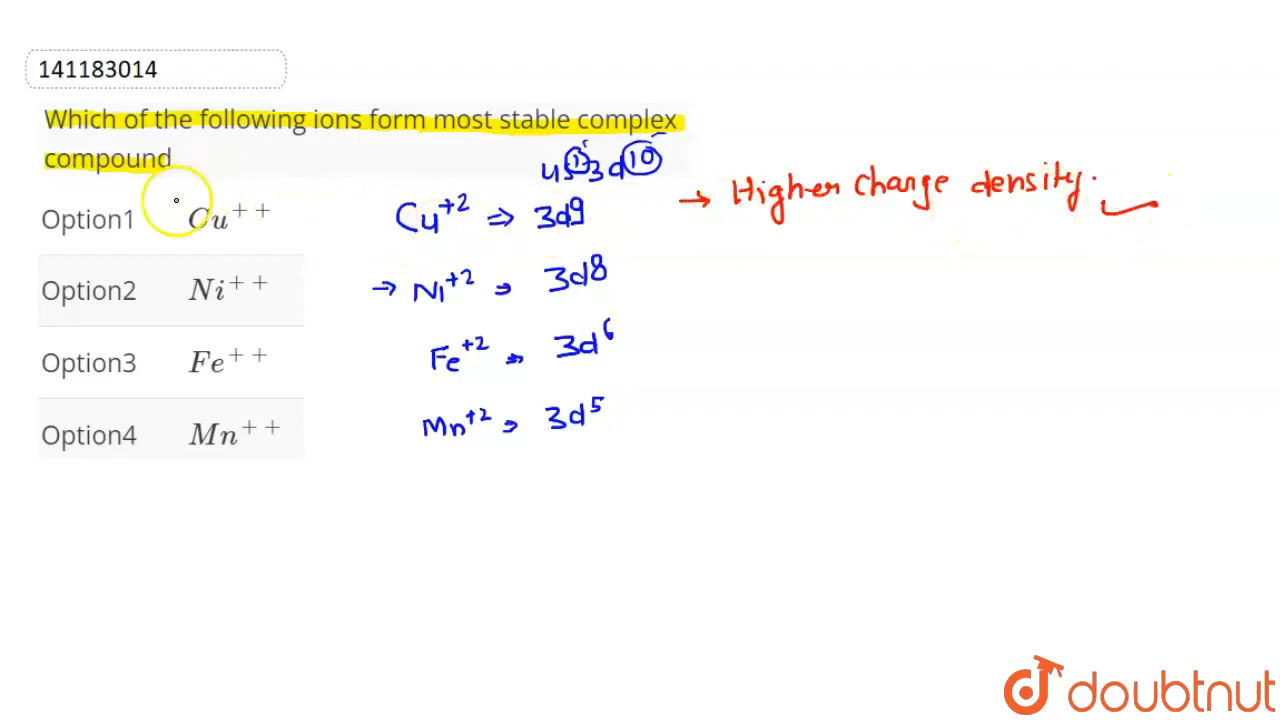 141183014
Which of the following ions form most stable complex
compound
4s¹3d¹⁰
→ Higher change density.
Option1 Cu⁺⁺
Cu⁺² ⇒ 3d9
Option2 Ni⁺⁺
→ Ni⁺² ⇒ 3d8
Option3 Fe⁺⁺
Fe⁺² ⇒ 3d⁶
Option4 Mn⁺⁺
Mn⁺² ⇒ 3d⁵
doubtnut